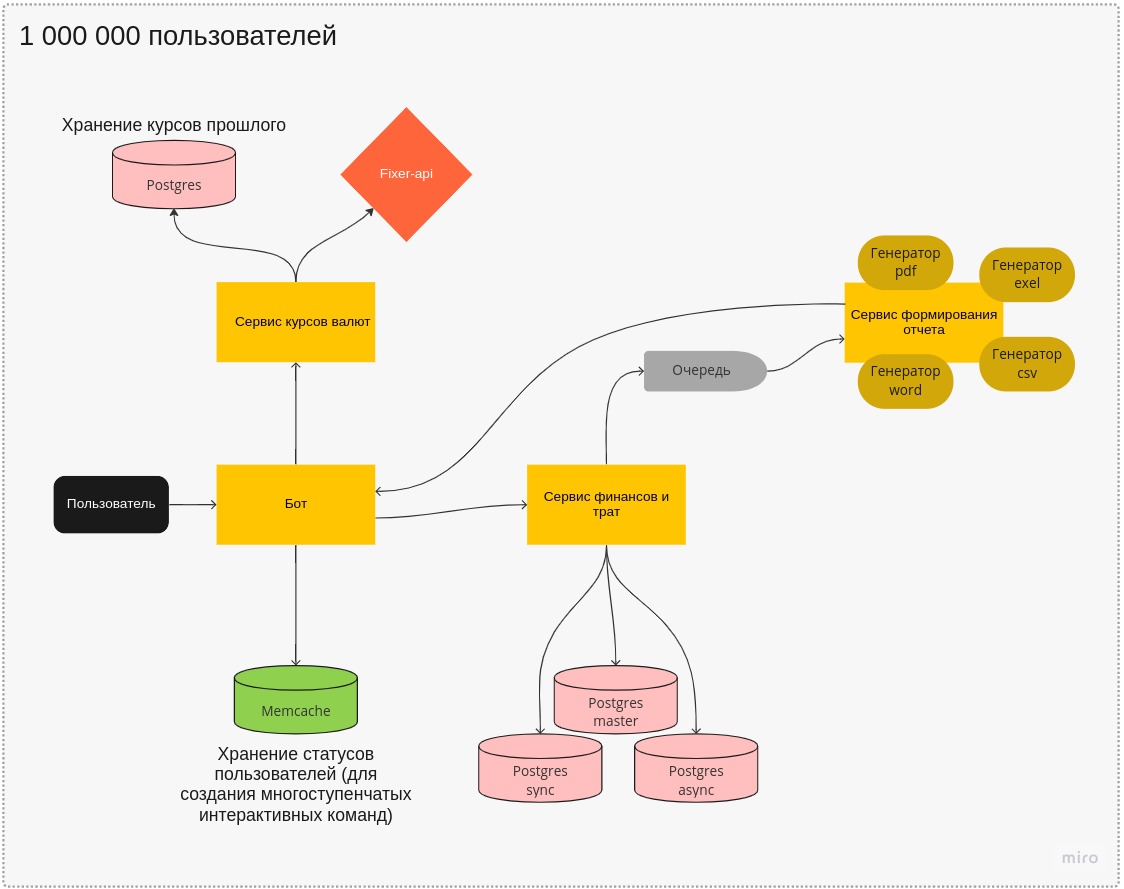 1 000 000 пользователей
Хранение курсов прошлого
Postgres
Fixer-api
Сервис курсов валют
Генератор
pdf
Генератор
exel
Сервис формирования
отчета
Генератор
word
Генератор
csv
Очередь
Пользователь
Бот
Сервис финансов и
трат
Memcache
Хранение статусов
пользователей (для
создания многоступенчатых
интерактивных команд)
Postgres
master
Postgres
sync
Postgres
async
miro